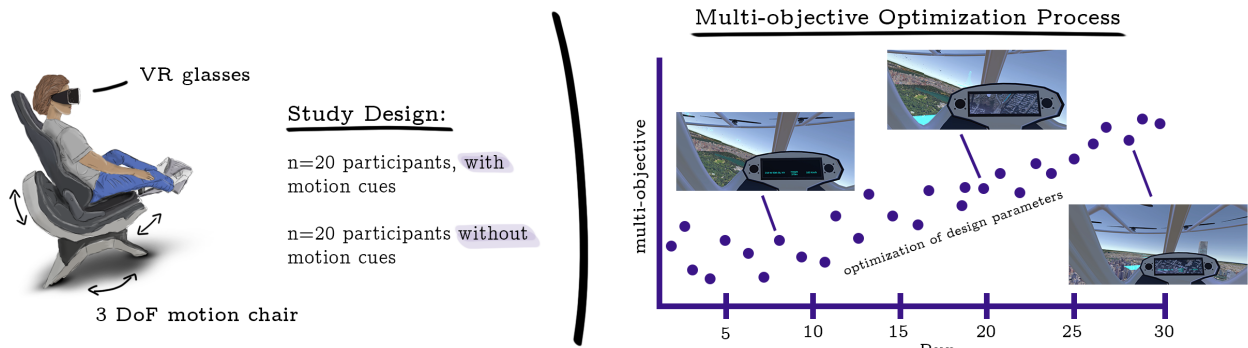 VR glasses
3 DoF motion chair
Study Design:
n=20 participants, with
motion cues
n=20 participants without
motion cues
Multi-objective Optimization Process
multi-objective
optimization of design parameters
5 10 15 20 25 30